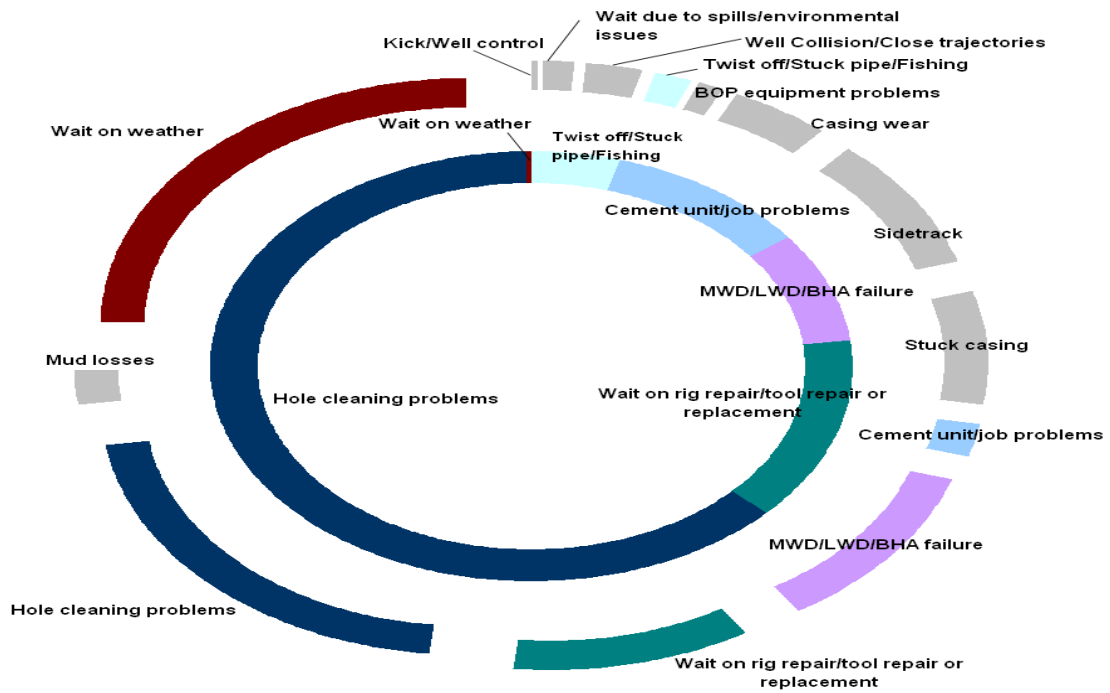 Wait due to spills/environmental
issues
Kick/Well control
Well Collision/Close trajectories
Twist off/Stuck pipe/Fishing
BOP equipment problems
Casing wear
Wait on weather
Wait on weather
Twist off/Stuck
pipe/Fishing
Cement unit/job problems
Sidetrack
MWD/LWD/BHA failure
Stuck casing
Mud losses
Hole cleaning problems
Wait on rig repair/tool repair or
replacement
Cement unit/job problems
MWD/LWD/BHA failure
Hole cleaning problems
Wait on rig repair/tool repair or
replacement